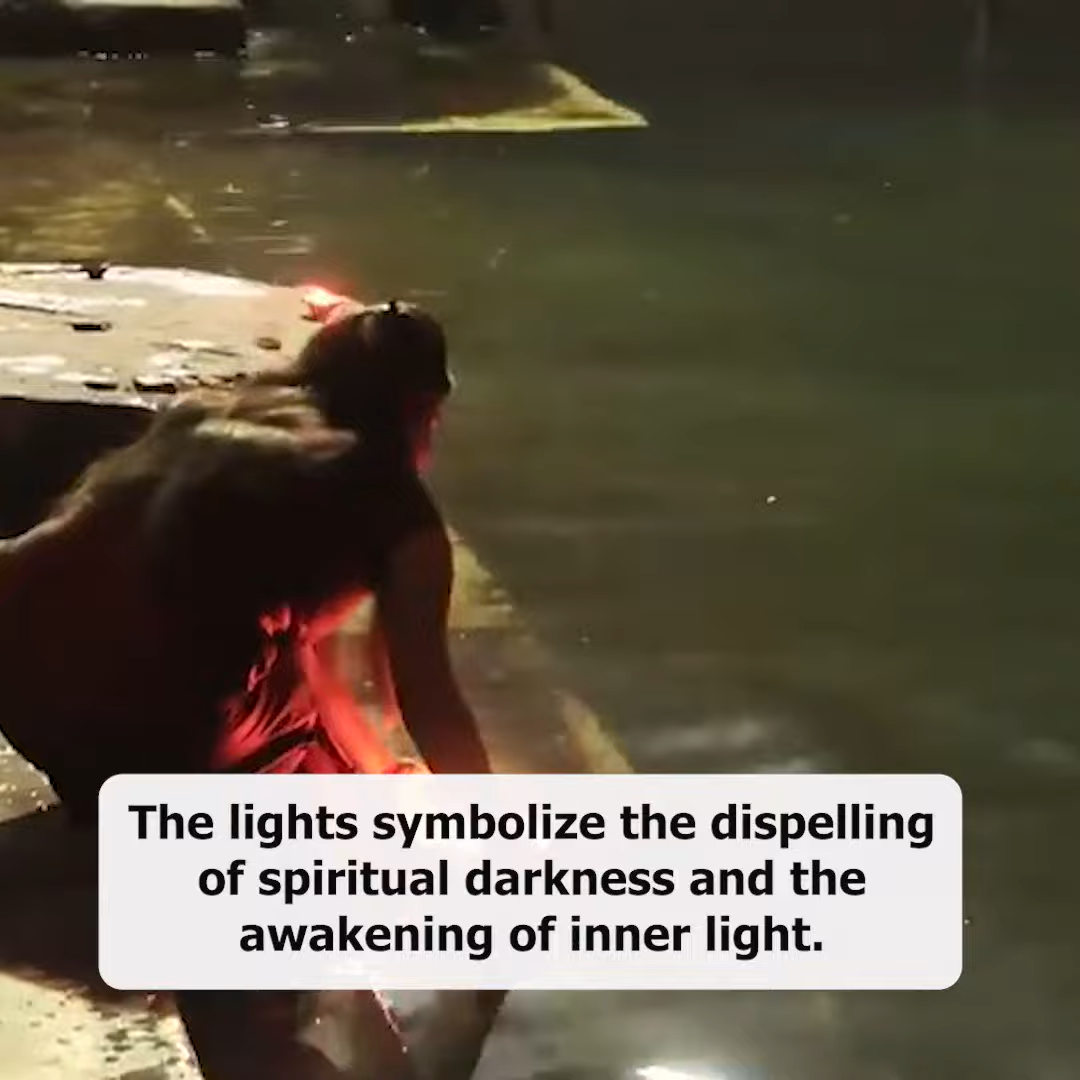 The lights symbolize the dispelling
of spiritual darkness and the
awakening of inner light.